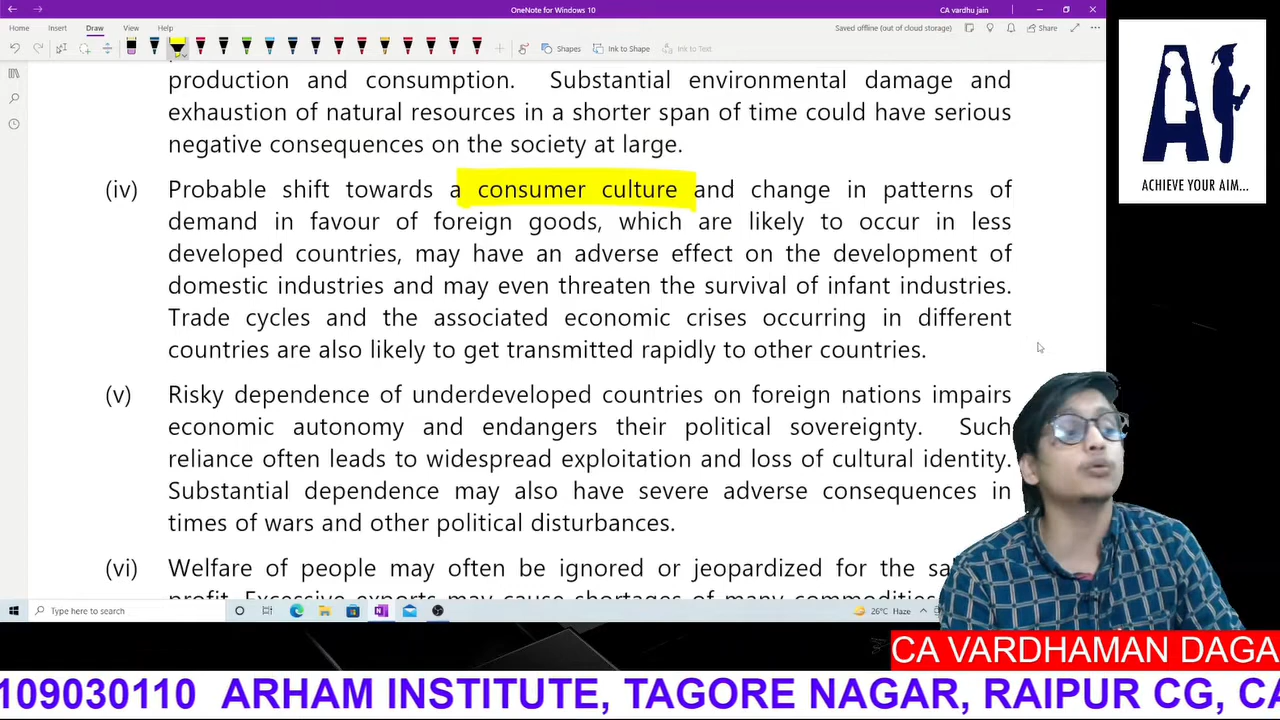 OneNote for Windows 10
CA vardhu jain
Home Insert Draw View Help
Saved offline (out of cloud storage)
Share
Shapes
Ink to Shape
Ink to Text
production and consumption. Substantial environmental damage and
exhaustion of natural resources in a shorter span of time could have serious
negative consequences on the society at large.
(iv) Probable shift towards a consumer culture and change in patterns of
demand in favour of foreign goods, which are likely to occur in less
developed countries, may have an adverse effect on the development of
domestic industries and may even threaten the survival of infant industries.
Trade cycles and the associated economic crises occurring in different
countries are also likely to get transmitted rapidly to other countries.
(v) Risky dependence of underdeveloped countries on foreign nations impairs
economic autonomy and endangers their political sovereignty. Such
reliance often leads to widespread exploitation and loss of cultural identity.
Substantial dependence may also have severe adverse consequences in
times of wars and other political disturbances.
(vi) Welfare of people may often be ignored or jeopardized for the
profit. Excessive exports may cause shortages of many commodities
Type here to search
26°C Haze
ACHIEVE YOUR AIM...
CA VARDHAMAN DAGA
109030110 ARHAM INSTITUTE, TAGORE NAGAR, RAIPUR CG, CA